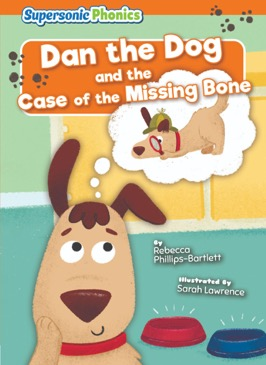 Supersonic Phonics
Dan the Dog
and the
Case of the Missing Bone
By
Rebecca
Phillips-Bartlett
Illustrated By
Sarah Lawrence